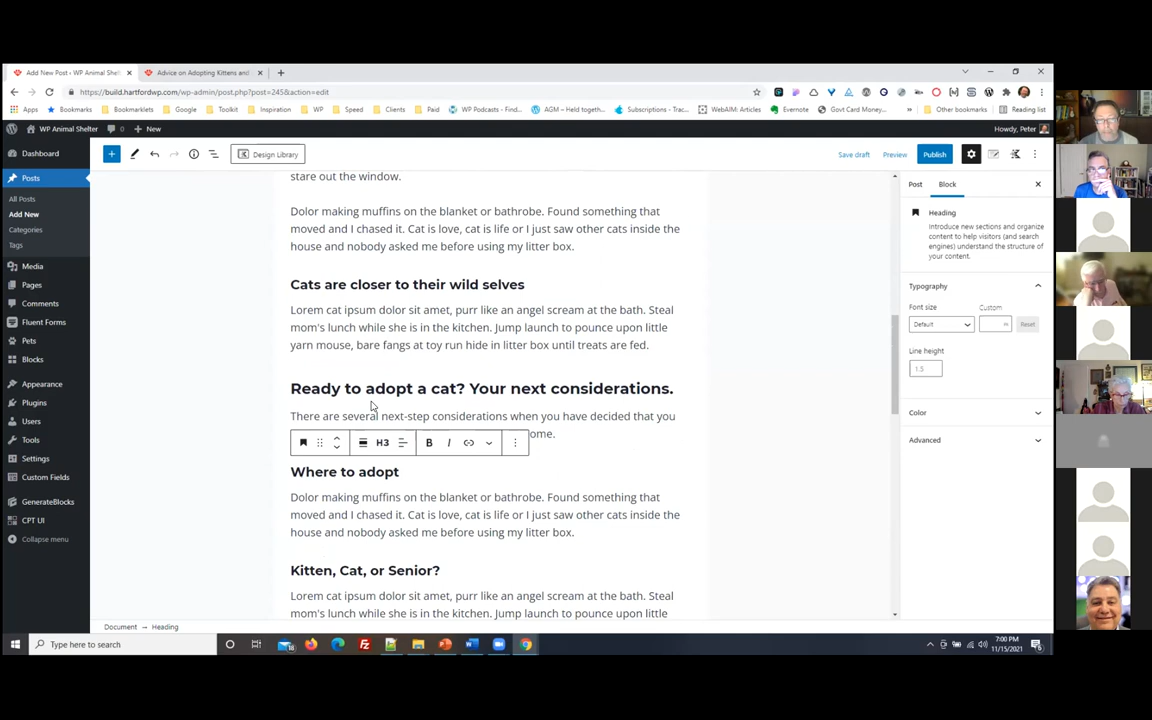 Add New Post ‹ WP Animal Shelt
Advice on Adopting Kittens and
https://build.hartfordwp.com/wp-admin/post.php?post=245&action=edit
Apps
Bookmarks
Bookmarklets
Google
Toolkit
Inspiration
WP
Speed
Clients
Paid
WP Podcasts - Find...
AGM – Held togeth...
Subscriptions - Trac...
WebAIM: Articles
Evernote
Govt Card Money...
»
Other bookmarks
Reading list
WP Animal Shelter
0
New
Howdy, Peter
Dashboard
Posts
All Posts
Add New
Categories
Tags
Media
Pages
Comments
Fluent Forms
Pets
Blocks
Appearance
Plugins
Users
Tools
Settings
Custom Fields
GenerateBlocks
CPT UI
Collapse menu
Design Library
Save draft
Preview
Publish
stare out the window.
Dolor making muffins on the blanket or bathrobe. Found something that
moved and I chased it. Cat is love, cat is life or I just saw other cats inside the
house and nobody asked me before using my litter box.
Cats are closer to their wild selves
Lorem cat ipsum dolor sit amet, purr like an angel scream at the bath. Steal
mom's lunch while she is in the kitchen. Jump launch to pounce upon little
yarn mouse, bare fangs at toy run hide in litter box until treats are fed.
Ready to adopt a cat? Your next considerations.
There are several next-step considerations when you have decided that you
ome.
H3
B
I
Where to adopt
Dolor making muffins on the blanket or bathrobe. Found something that
moved and I chased it. Cat is love, cat is life or I just saw other cats inside the
house and nobody asked me before using my litter box.
Kitten, Cat, or Senior?
Lorem cat ipsum dolor sit amet, purr like an angel scream at the bath. Steal
mom's lunch while she is in the kitchen. Jump launch to pounce upon little
Document → Heading
Post
Block
Heading
Introduce new sections and organize
content to help visitors (and search
engines) understand the structure of
your content.
Typography
Font size
Custom
Default
Reset
Line height
1.5
Color
Advanced
Type here to search
7:00 PM
11/15/2021